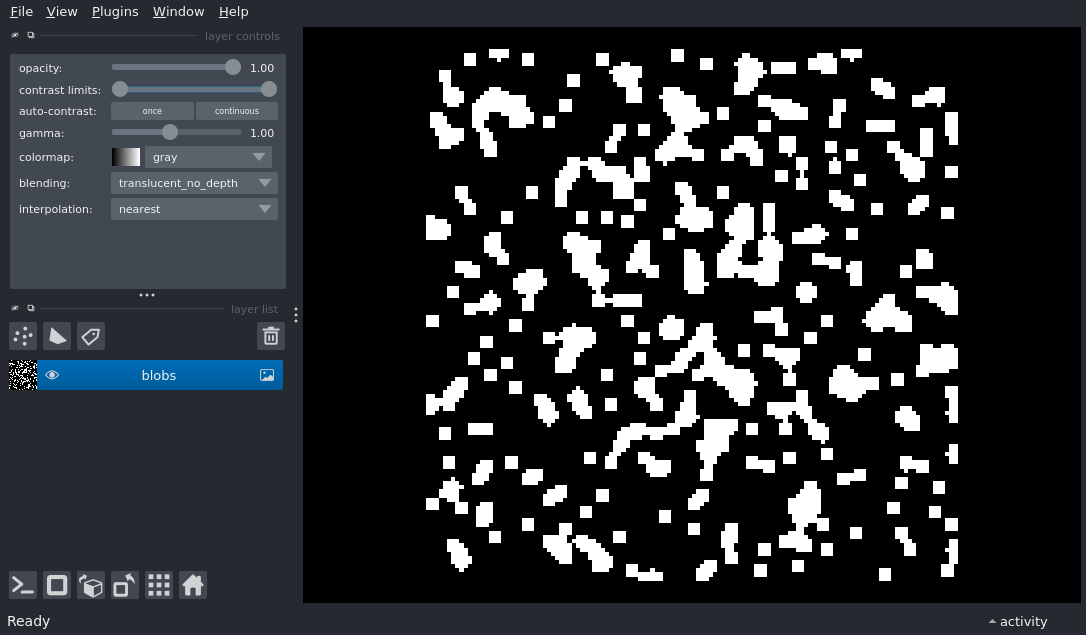 File View Plugins Window Help
layer controls
opacity: 1.00
contrast limits:
auto-contrast: once continuous
gamma: 1.00
colormap: gray
blending: translucent_no_depth
interpolation: nearest
layer list
blobs
Ready activity